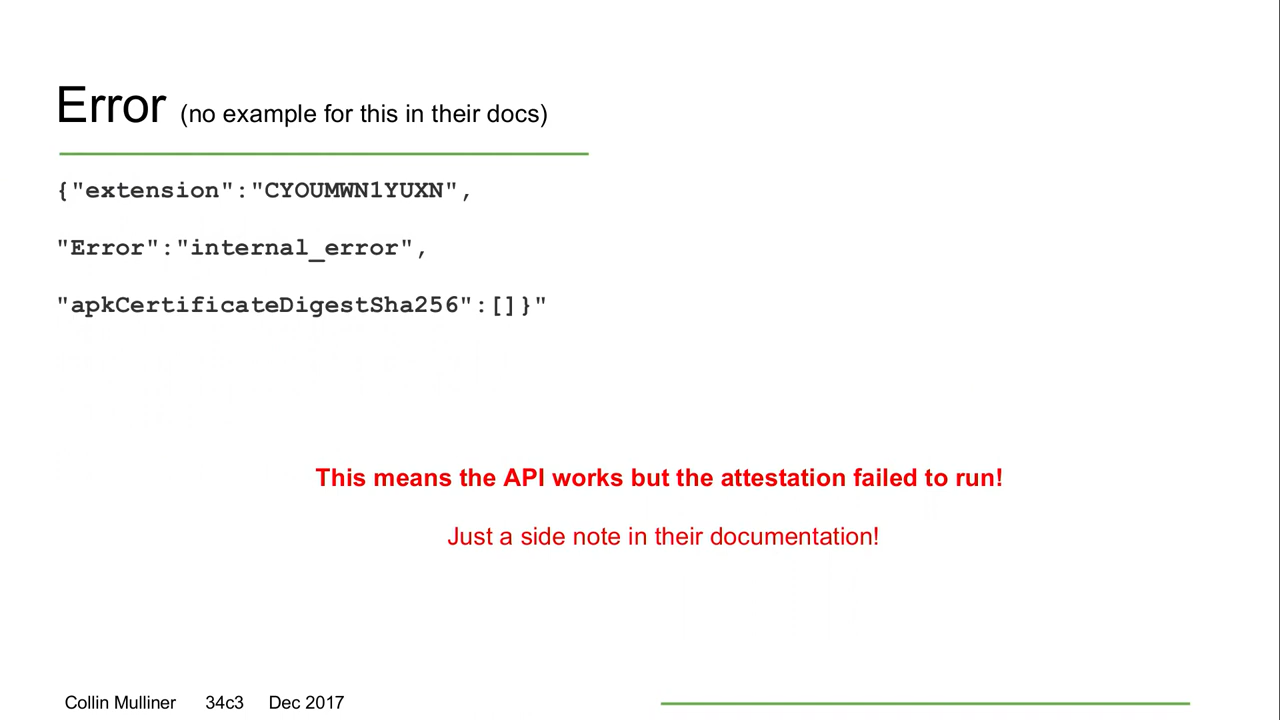 Error (no example for this in their docs)
{"extension":"CYOUMWN1YUXN",
"Error":"internal_error",
"apkCertificateDigestSha256":[]}"
This means the API works but the attestation failed to run!
Just a side note in their documentation!
Collin Mulliner 34c3 Dec 2017